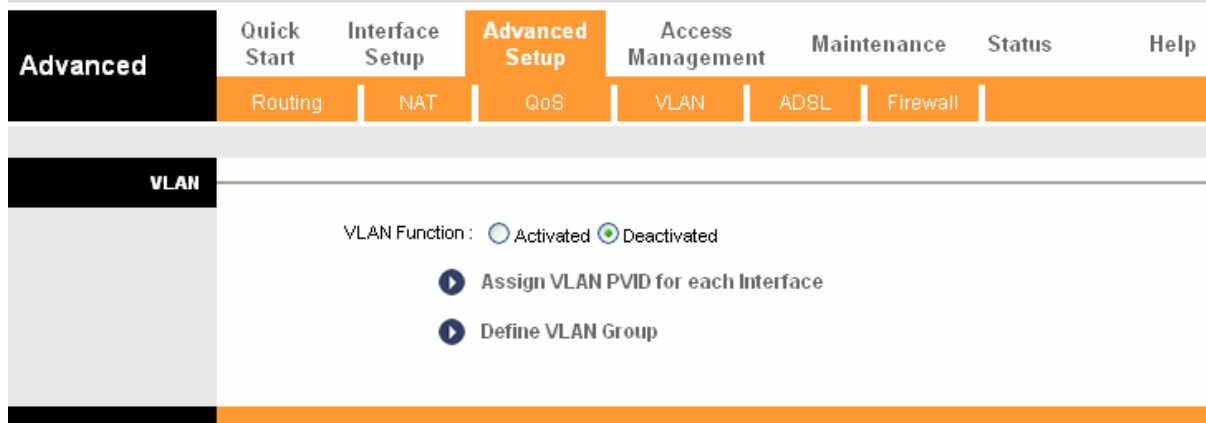 Advanced
Quick Start
Interface Setup
Advanced Setup
Access Management
Maintenance
Status
Help
Routing
NAT
QoS
VLAN
ADSL
Firewall
VLAN
VLAN Function : Activated Deactivated
Assign VLAN PVID for each Interface
Define VLAN Group